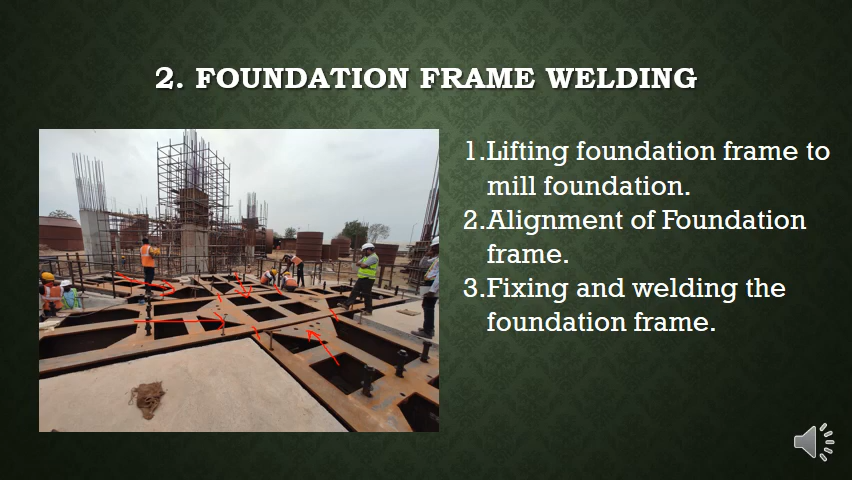 2. FOUNDATION FRAME WELDING
1.Lifting foundation frame to
mill foundation.
2.Alignment of Foundation
frame.
3.Fixing and welding the
foundation frame.